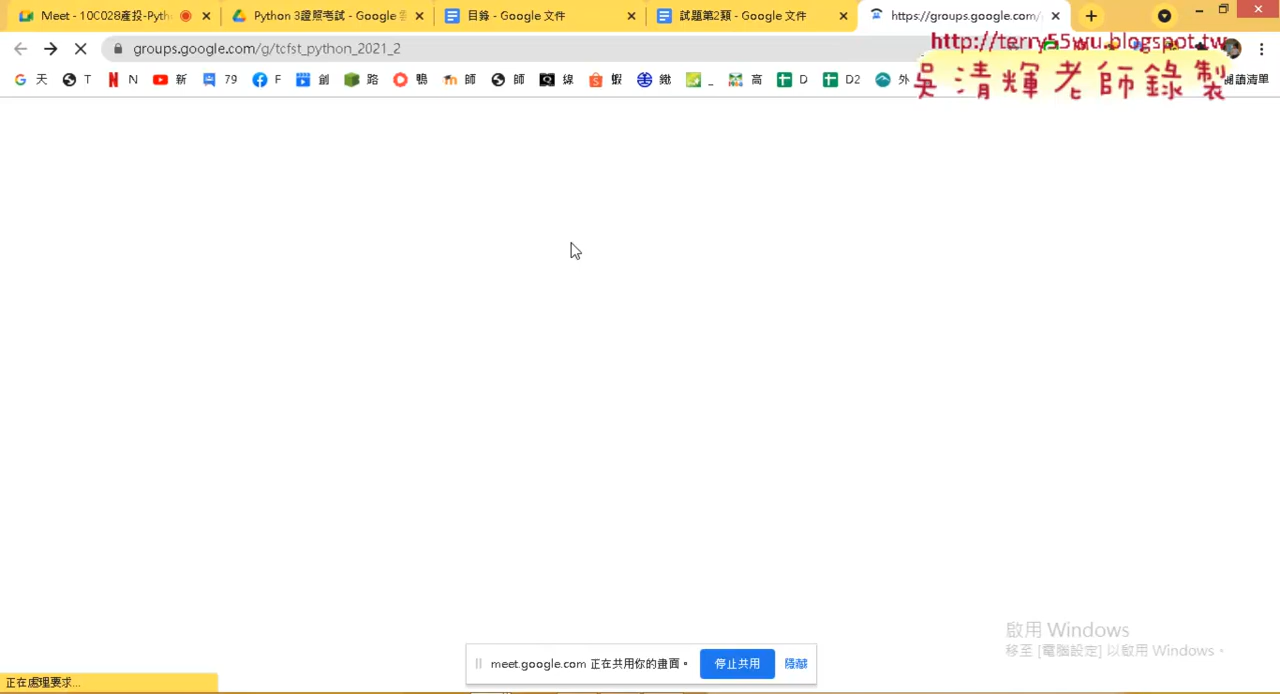 Meet - 10C028產投-Pyth
Python 3證照考試 - Google 雲
目錄 - Google 文件
試題第2類 - Google 文件
https://groups.google.com/
groups.google.com/g/tcfst_python_2021_2
http://terry55wu.blogspot.tw
G 天 T N N 新 79 F 創 路 鴨 師 師 Q 線 蝦 鐵 _ 高 D D2 外
閱讀清單
吳清輝老師錄製
啟用 Windows
移至 [電腦設定] 以啟用 Windows。
meet.google.com 正在共用你的畫面。 停止共用 隱藏
正在處理要求...